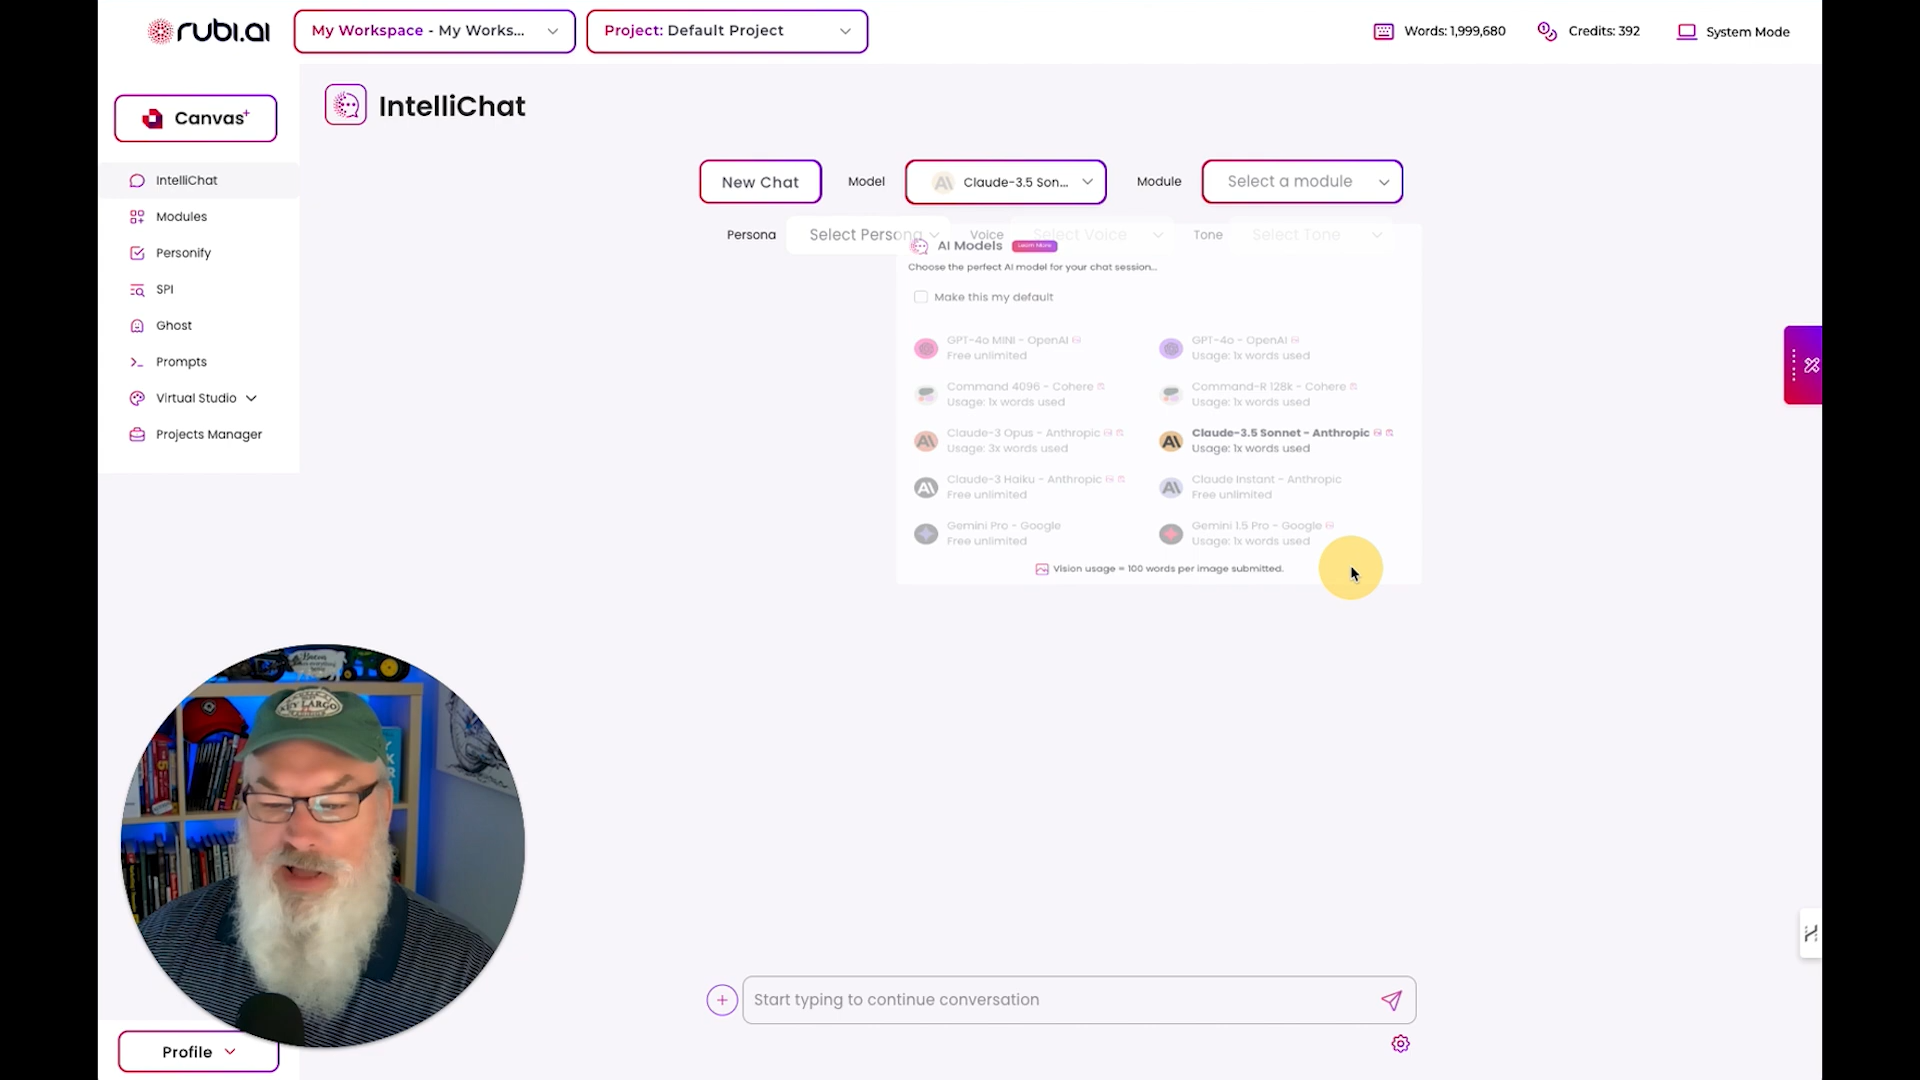 rubi.ai
My Workspace - My Works...
Project: Default Project
Words: 1,999,680
Credits: 392
System Mode
Canvas+
IntelliChat
Modules
Personify
SPI
Ghost
Prompts
Virtual Studio
Projects Manager
Profile
IntelliChat
New Chat
Model
Claude-3.5 Son...
Module
Select a module
Persona
Select Persona
Voice
Select Voice
Tone
Select Tone
AI Models
Learn More
Choose the perfect AI model for your chat session...
Make this my default
GPT-4o MINI - OpenAI
Free unlimited
GPT-4o - OpenAI
Usage: 1x words used
Command 4096 - Cohere
Usage: 1x words used
Command-R 128k - Cohere
Usage: 1x words used
Claude-3 Opus - Anthropic
Usage: 3x words used
Claude-3.5 Sonnet - Anthropic
Usage: 1x words used
Claude-3 Haiku - Anthropic
Free unlimited
Claude Instant - Anthropic
Free unlimited
Gemini Pro - Google
Free unlimited
Gemini 1.5 Pro - Google
Usage: 1x words used
Vision usage = 100 words per image submitted.
Start typing to continue conversation
KEY LARGO
Bacon